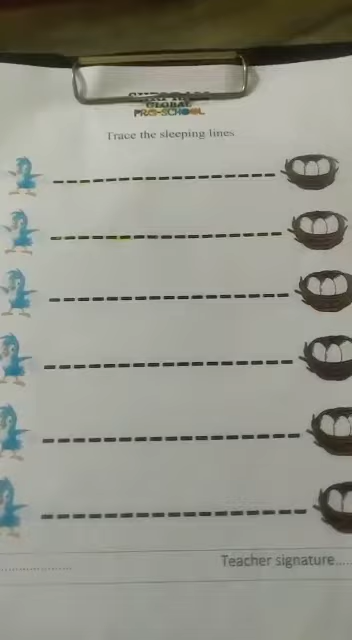 GLOBAL
PRE-SCHOOL
Trace the sleeping lines
Teacher signature.....